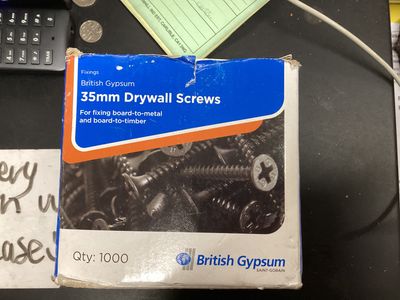 Fixings
British Gypsum
35mm Drywall Screws
For fixing board-to-metal
and board-to-timber
Qty: 1000
British Gypsum
SAINT-GOBAIN